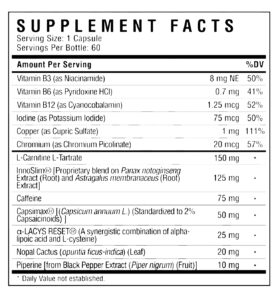 SUPPLEMENT FACTS
Serving Size: 1 Capsule
Servings Per Bottle: 60
Amount Per Serving %DV
Vitamin B3 (as Niacinamide) 8 mg NE 50%
Vitamin B6 (as Pyridoxine HCl) 0.7 mg 41%
Vitamin B12 (as Cyanocobalamin) 1.25 mcg 52%
Iodine (as Potassium Iodide) 75 mcg 50%
Copper (as Cupric Sulfate) 1 mg 111%
Chromium (as Chromium Picolinate) 20 mcg 57%
L-Carnitine L-Tartrate 150 mg *
InnoSlim® [Proprietary blend on Panax notoginseng
Extract (Root) and Astragalus membranaceus (Root)
Extract] 125 mg *
Caffeine 75 mg *
Capsimax® [(Capsicum annuum L.) (Standardized to 2%
Capsaicinoids) ] 50 mg *
α-LACYS RESET® (A synergistic combination of alpha-
lipoic acid and L-cysteine) 25 mg *
Nopal Cactus (opuntia ficus-indica) (Leaf) 20 mg *
Piperine [from Black Pepper Extract (Piper nigrum) (Fruit)] 10 mg *
* Daily Value not established.